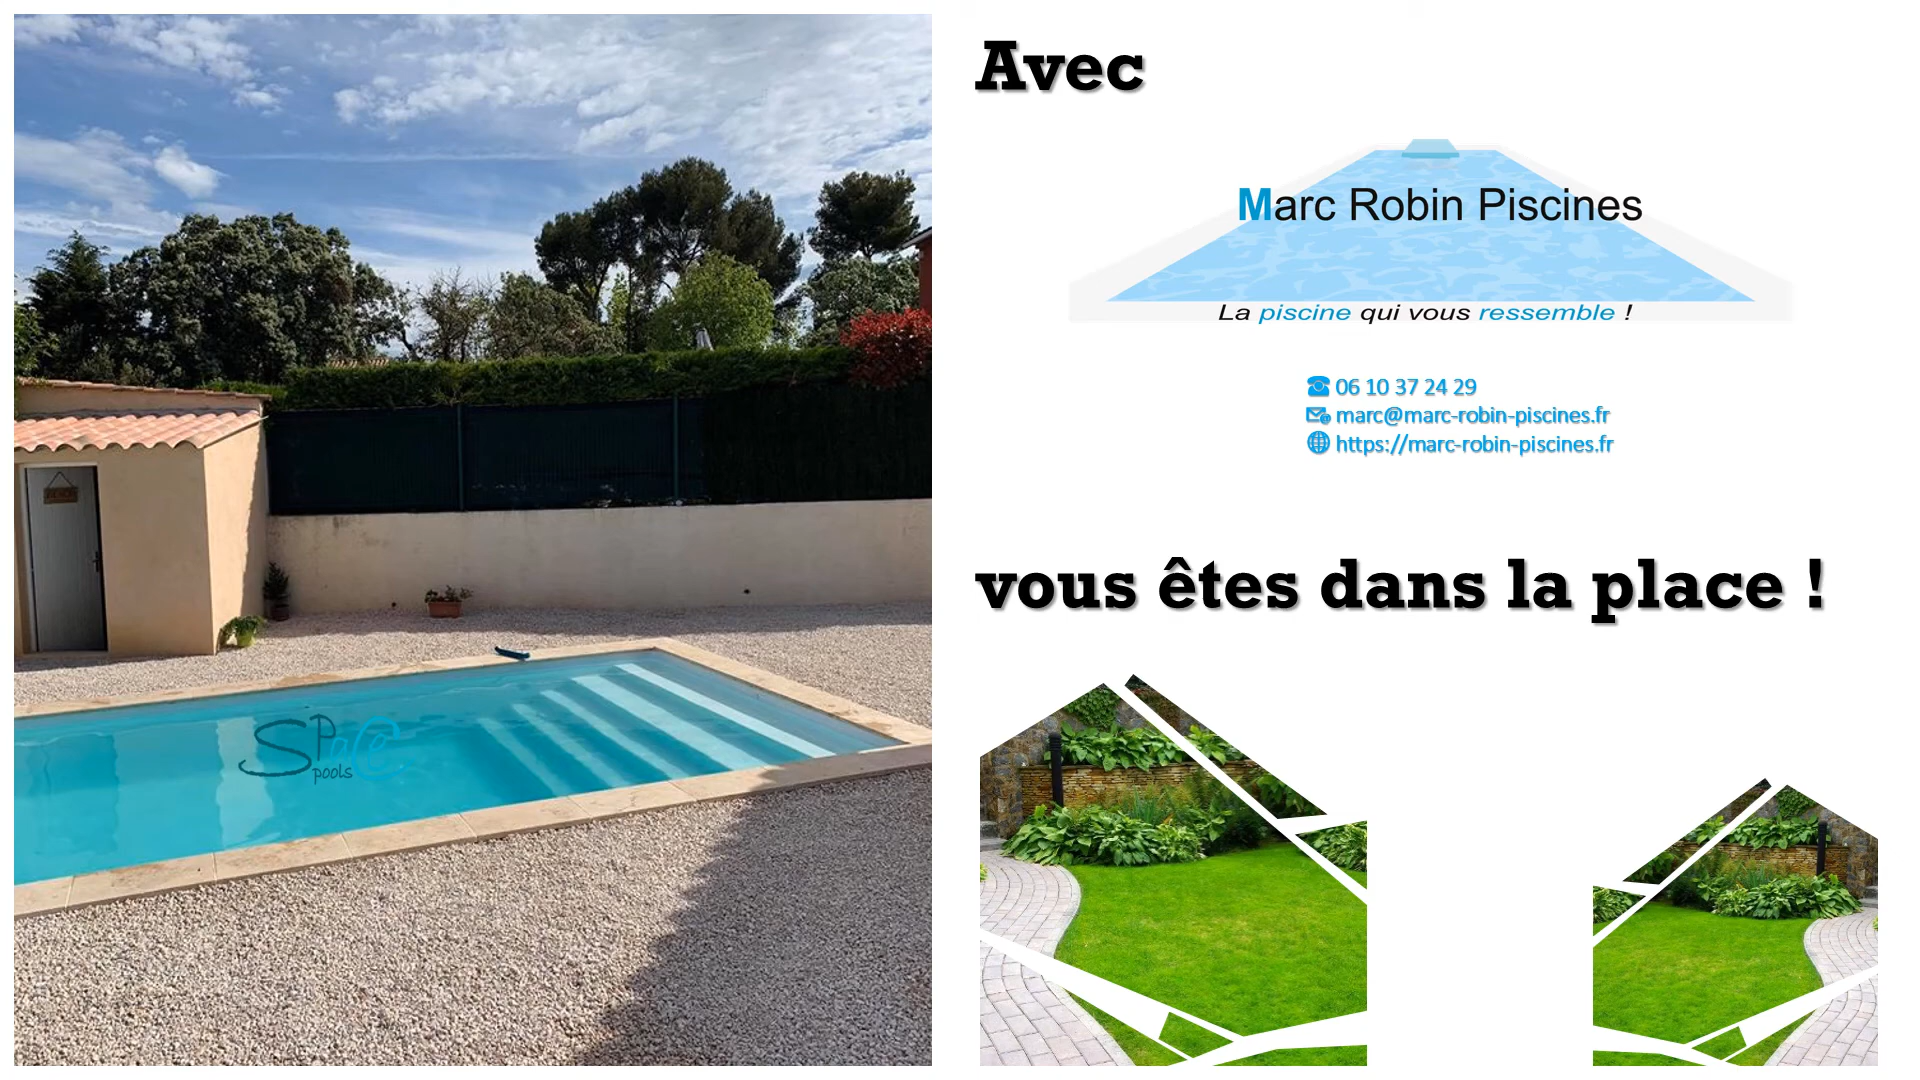 Avec
Marc Robin Piscines
La piscine qui vous ressemble !
06 10 37 24 29
marc@marc-robin-piscines.fr
https://marc-robin-piscines.fr
vous êtes dans la place !
SPaCe
pools